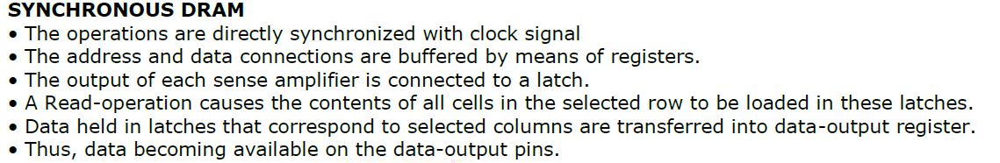 SYNCHRONOUS DRAM
• The operations are directly synchronized with clock signal
• The address and data connections are buffered by means of registers.
• The output of each sense amplifier is connected to a latch.
• A Read-operation causes the contents of all cells in the selected row to be loaded in these latches.
• Data held in latches that correspond to selected columns are transferred into data-output register.
• Thus, data becoming available on the data-output pins.